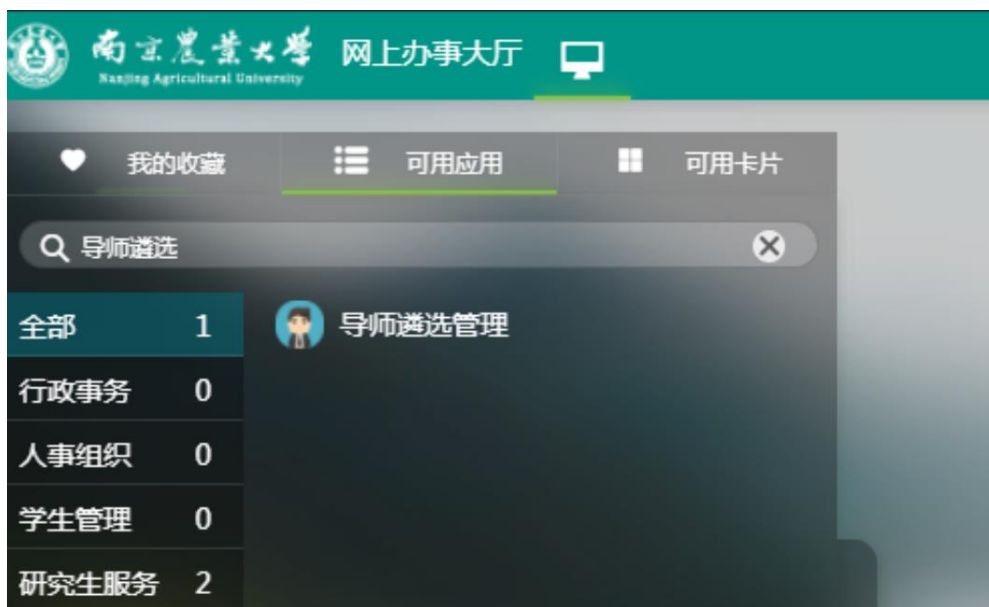 南京農業大學 网上办事大厅
Nanjing Agricultural University
我的收藏 可用应用 可用卡片
导师遴选
全部 1 导师遴选管理
行政事务 0
人事组织 0
学生管理 0
研究生服务 2